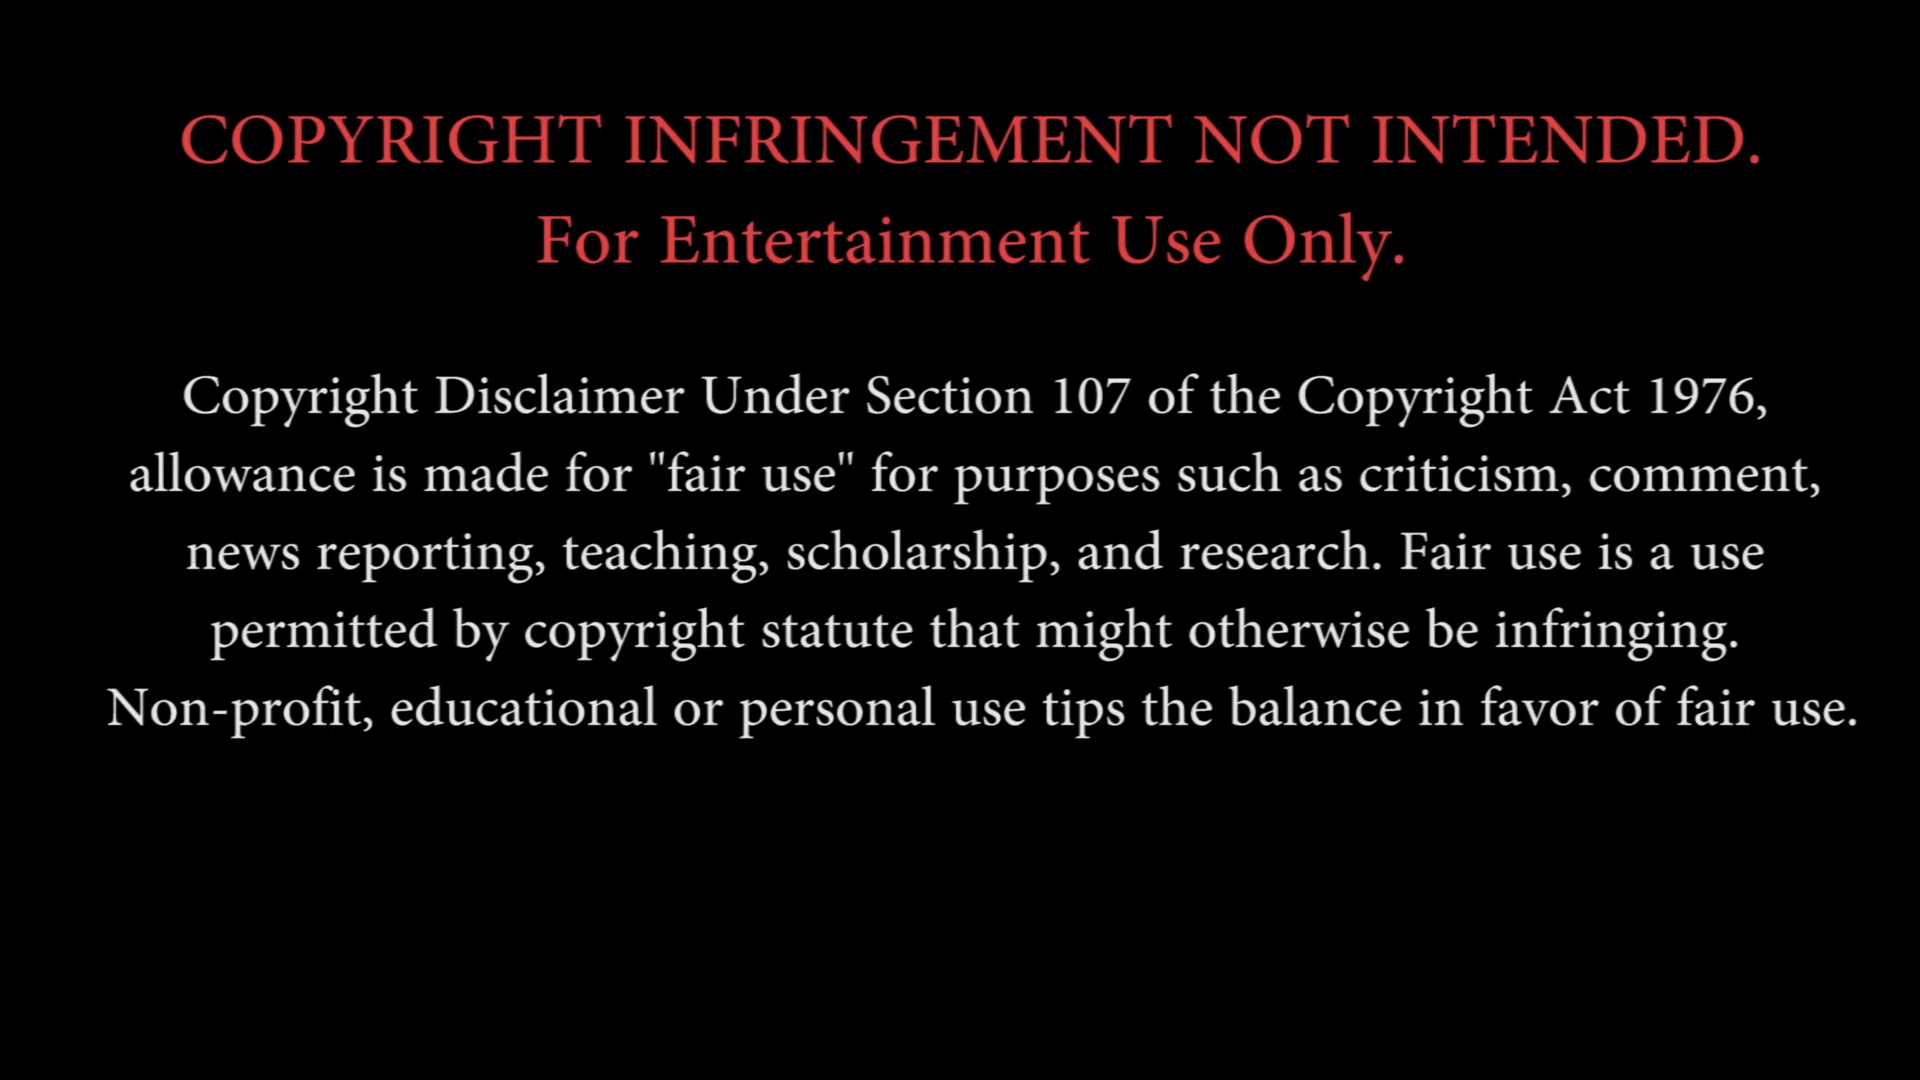 COPYRIGHT INFRINGEMENT NOT INTENDED.
For Entertainment Use Only.
Copyright Disclaimer Under Section 107 of the Copyright Act 1976,
allowance is made for "fair use" for purposes such as criticism, comment,
news reporting, teaching, scholarship, and research. Fair use is a use
permitted by copyright statute that might otherwise be infringing.
Non-profit, educational or personal use tips the balance in favor of fair use.